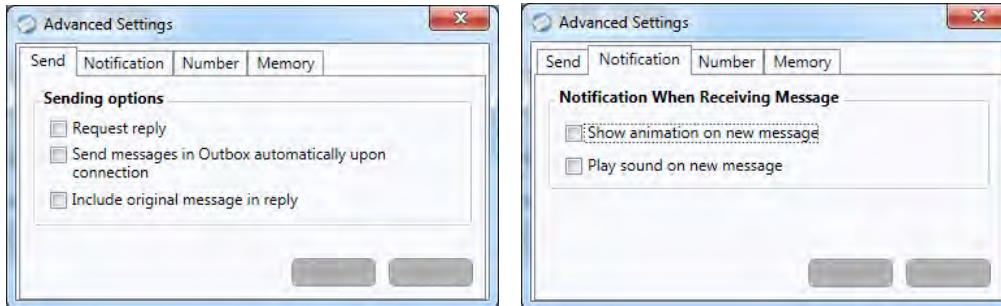 Advanced Settings
Send Notification Number Memory
Sending options
Request reply
Send messages in Outbox automatically upon
connection
Include original message in reply
Advanced Settings
Send Notification Number Memory
Notification When Receiving Message
Show animation on new message
Play sound on new message